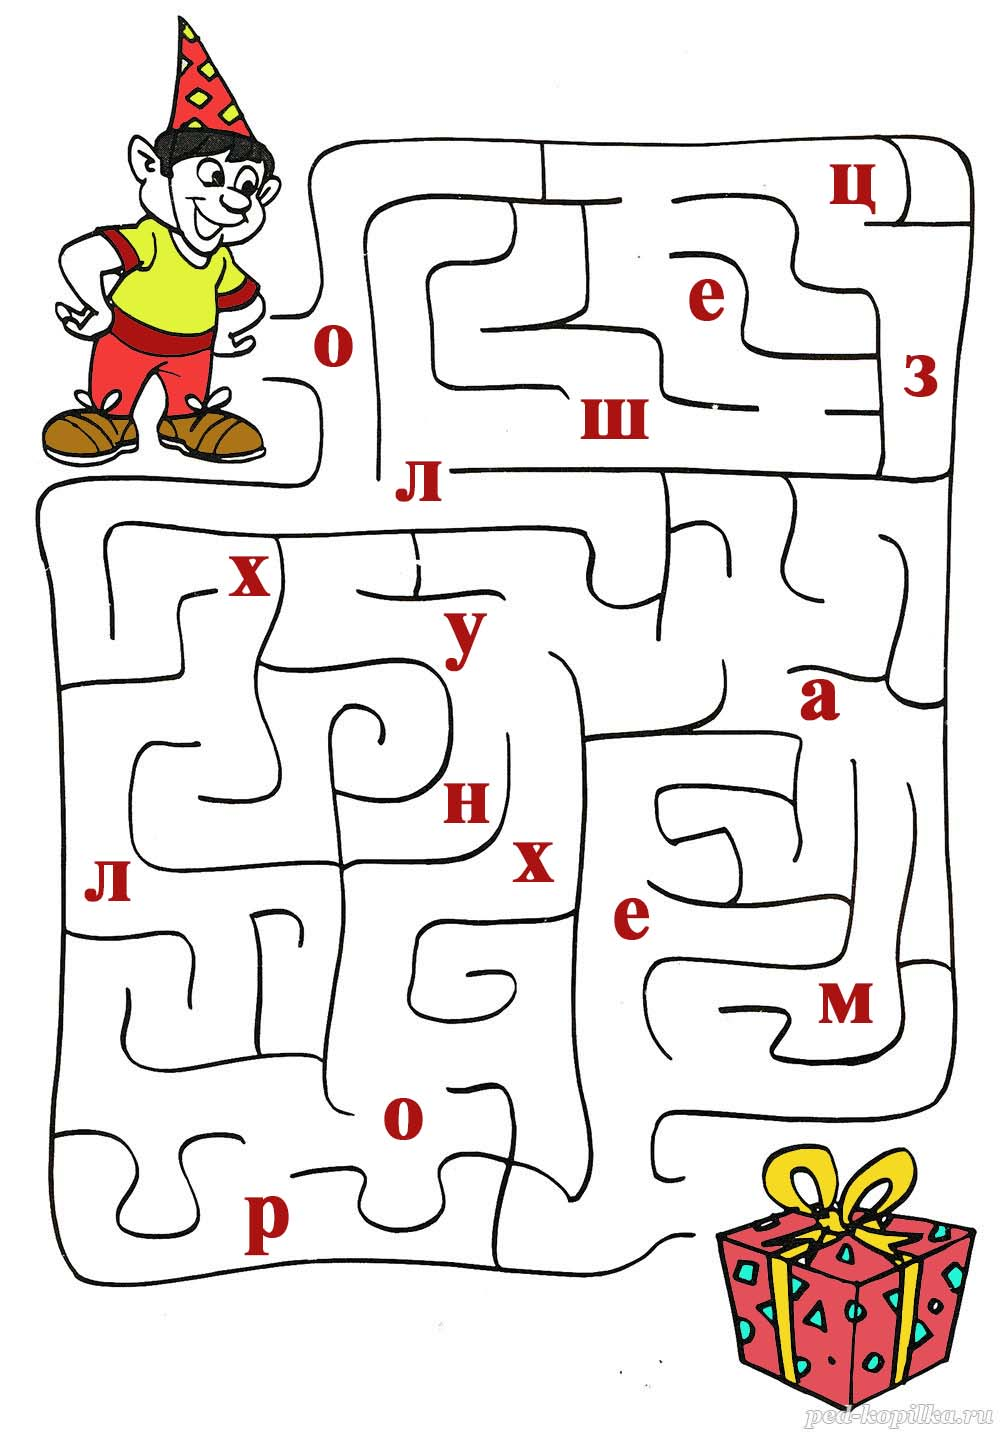 ц
е
о
з
ш
л
х
у
а
н
х
л
е
м
о
р
ped-kopilka.ru